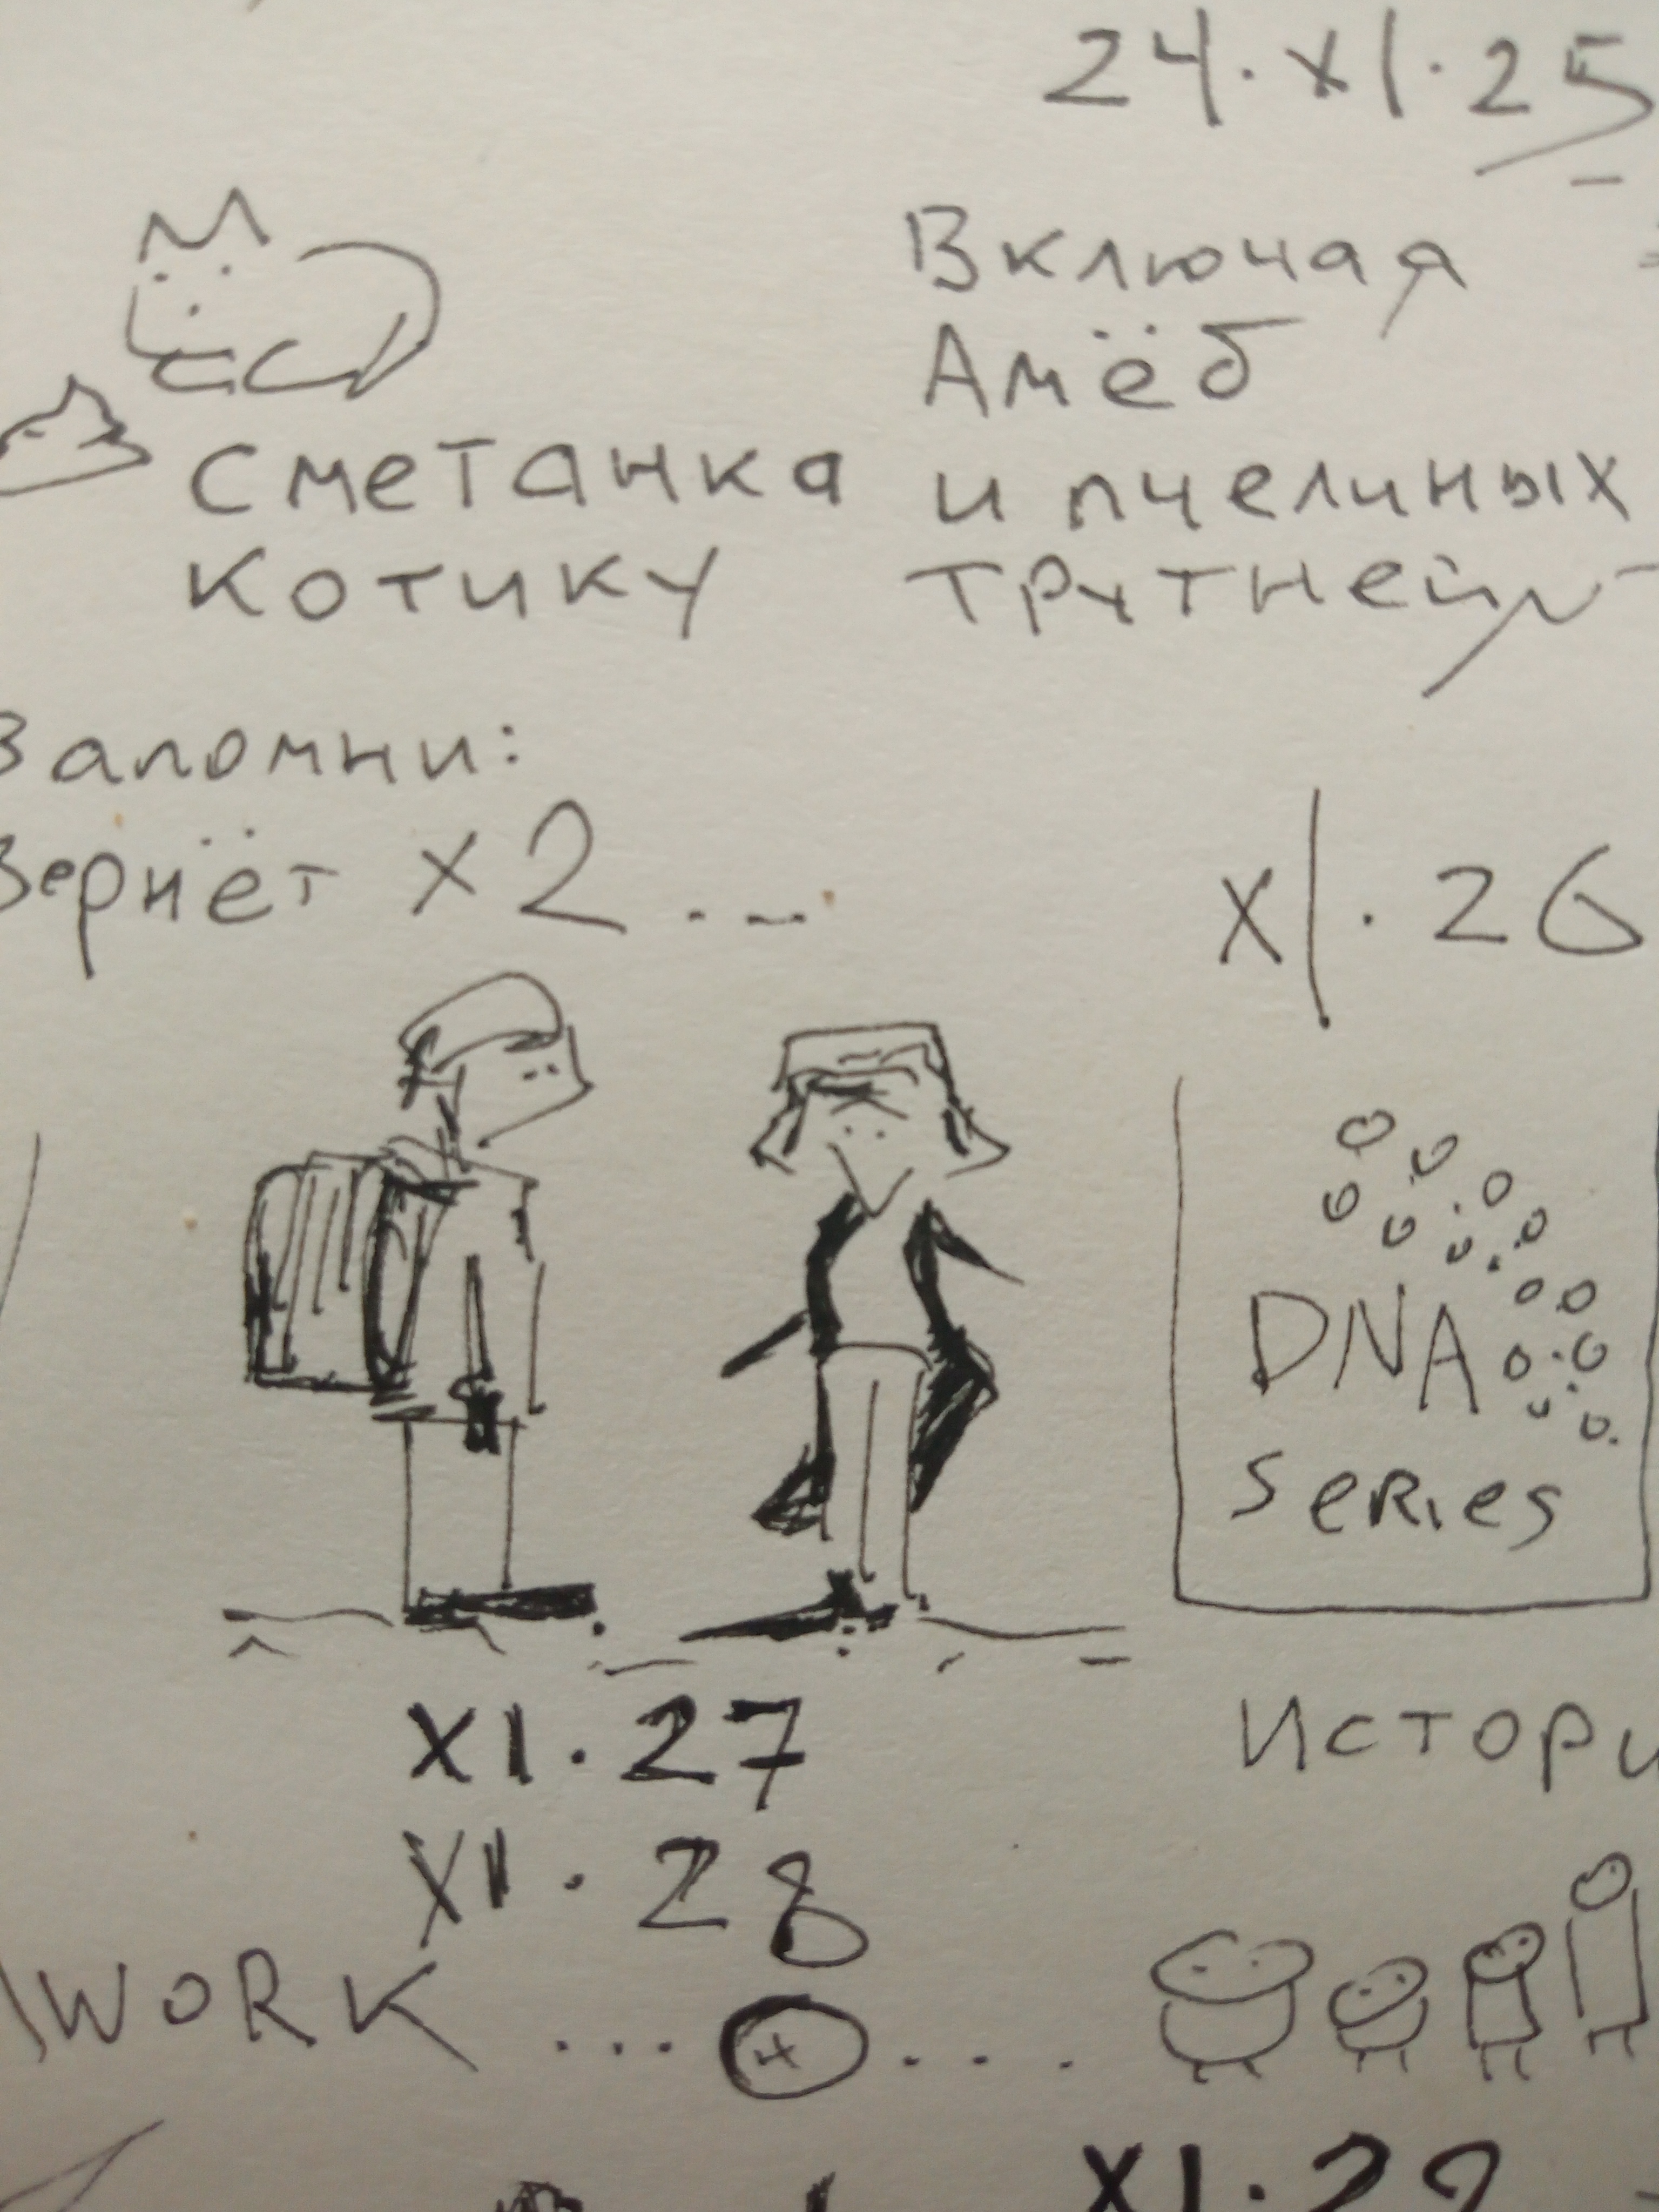 24.XI.25
Включая
Амёб
и пчелиных
трутней
Сметанка
котику
Запомни:
Вернёт x2...
XI.26
DNA
SERIES
XI.27
Истори
XI.28
WORK ... x ....
XI.29